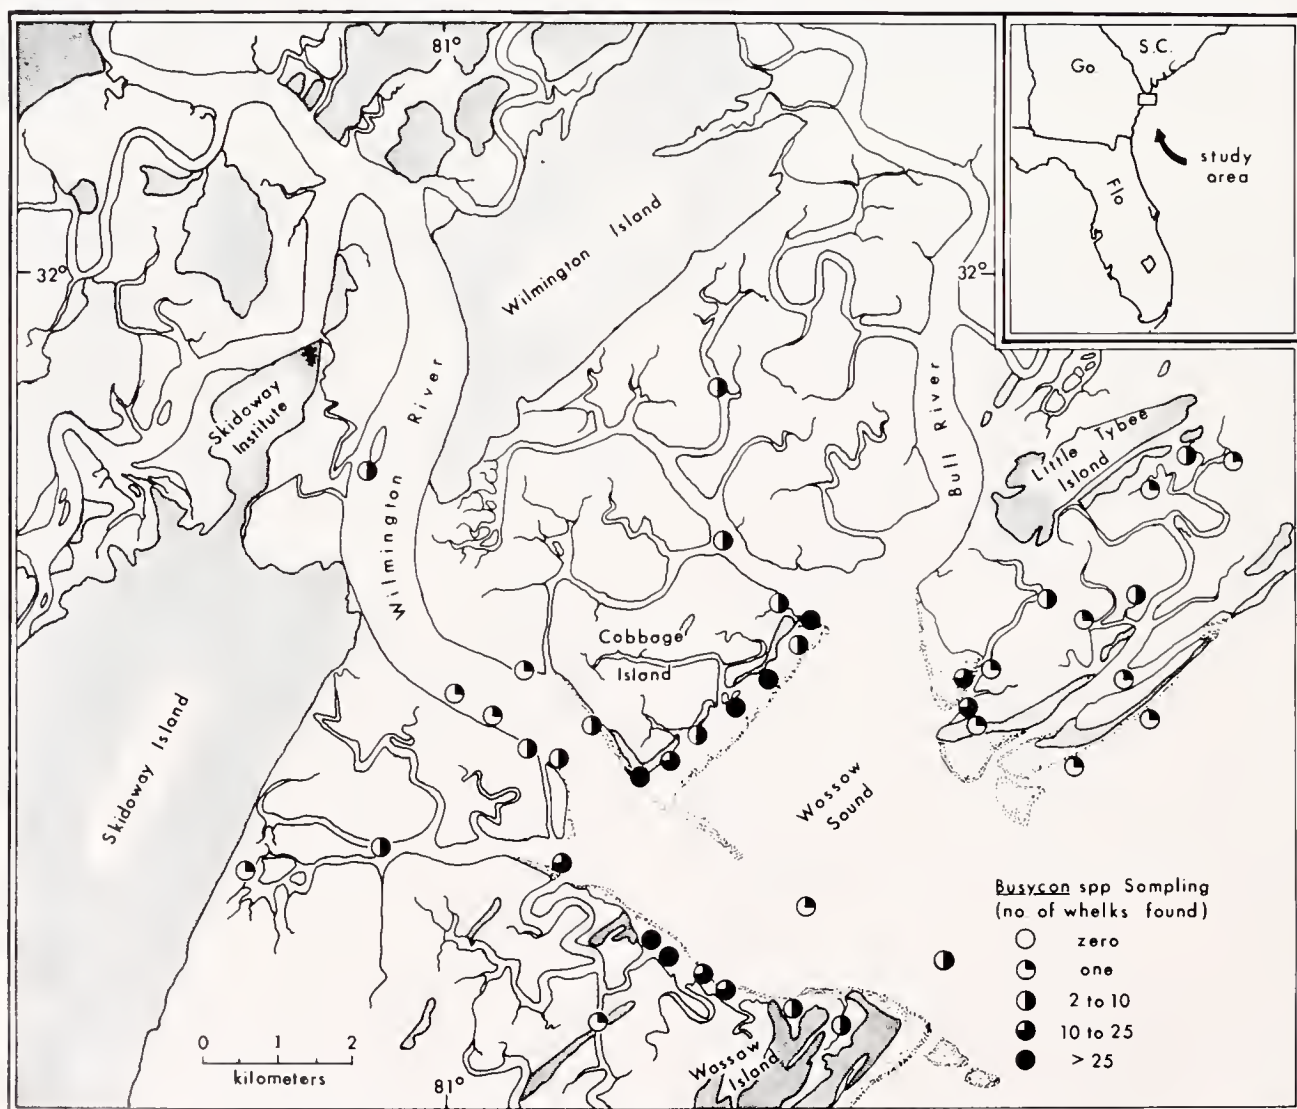 81°
S.C.
Go
study
area
Flo
32°
32°
Wilmington Island
Wilmington River
Bull River
Skidoway
Institute
Little Tybee
Island
Cobbage
Island
Skidoway Island
Wossow
Sound
Busycon spp Sompling
(no of whelks found)
zero
one
2 to 10
10 to 25
> 25
Wossow
Island
0 1 2
kilometers
81°